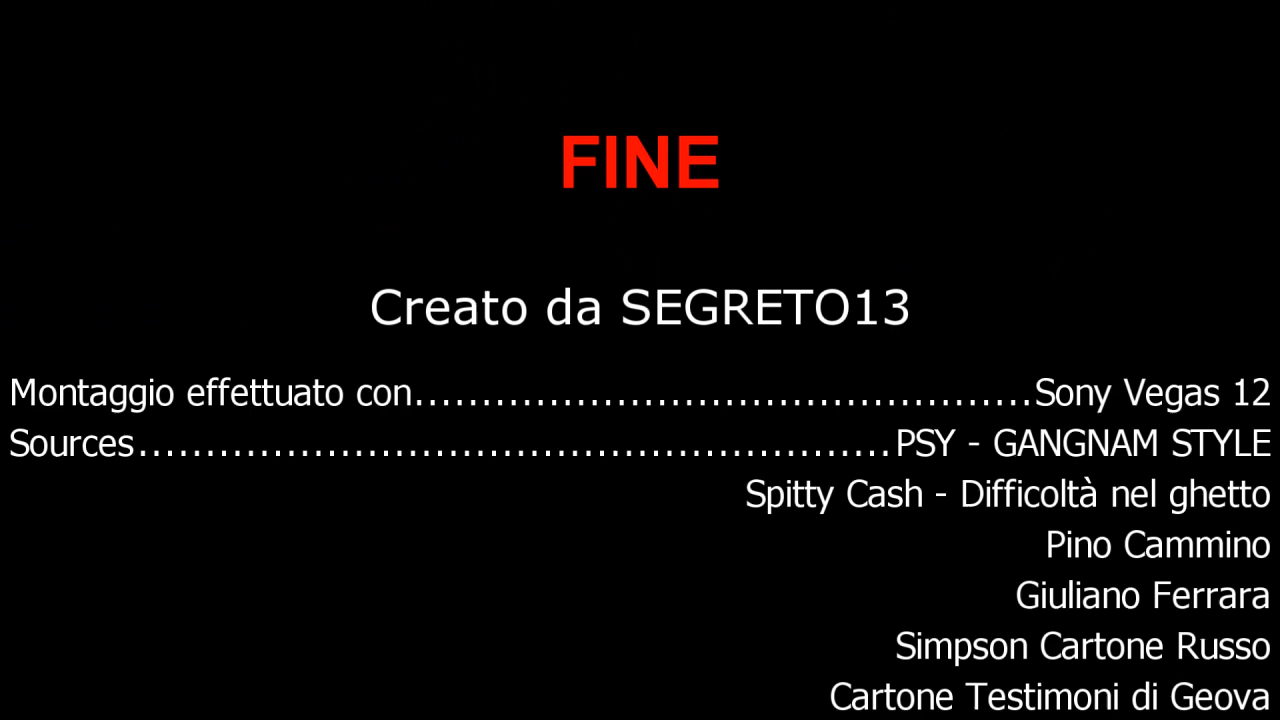 FINE
Creato da SEGRETO13
Montaggio effettuato con..............................................Sony Vegas 12
Sources........................................................PSY - GANGNAM STYLE
Spitty Cash - Difficoltà nel ghetto
Pino Cammino
Giuliano Ferrara
Simpson Cartone Russo
Cartone Testimoni di Geova